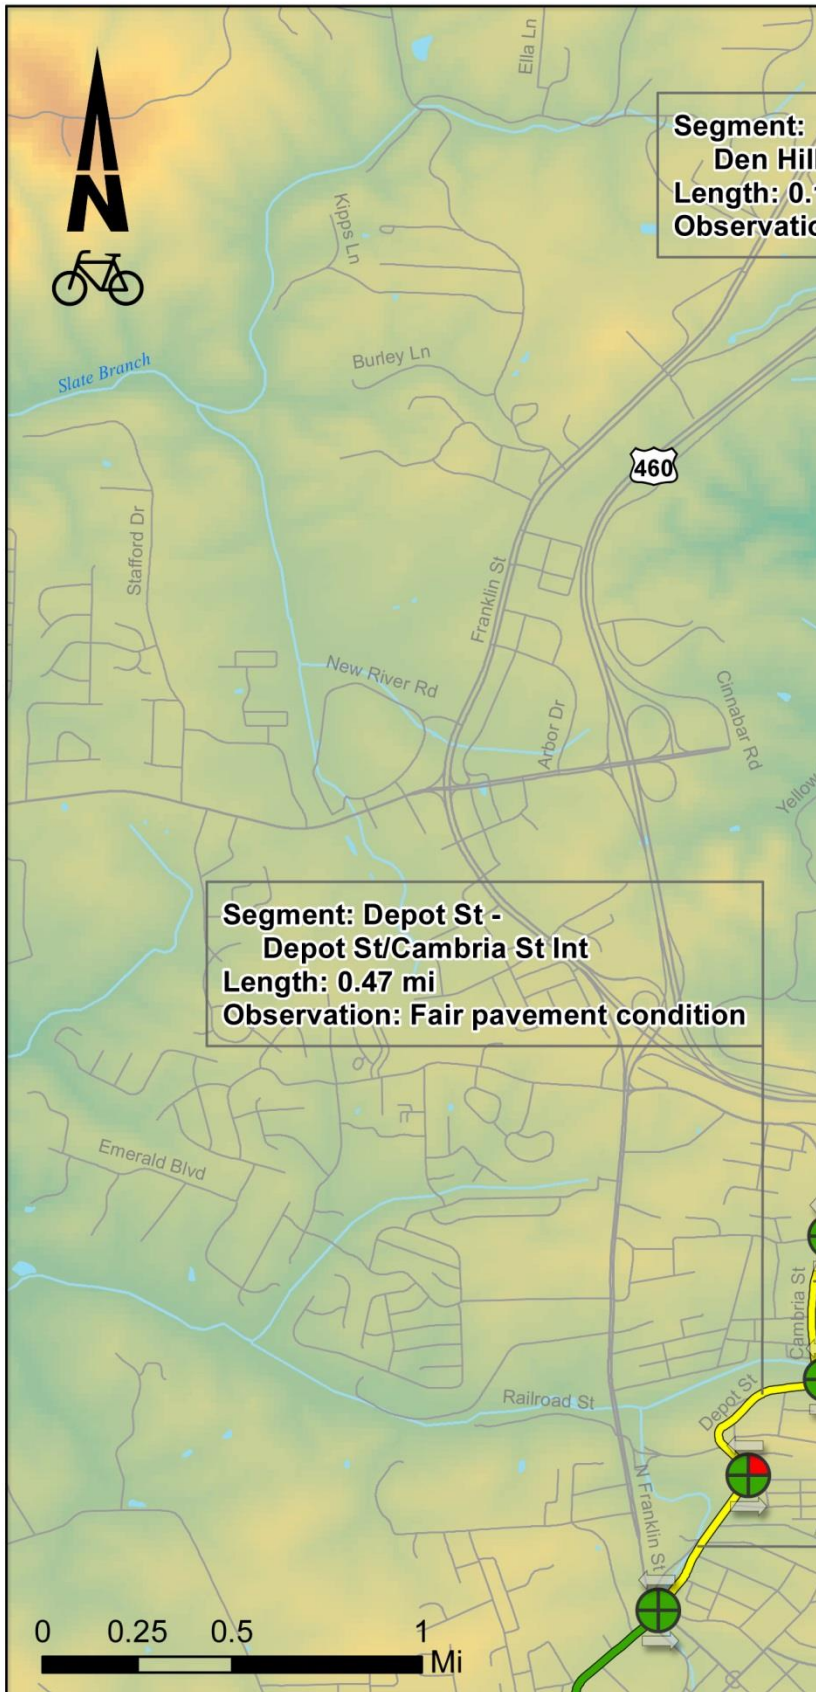 Ella Ln
Segment:
Den Hill
Length: 0.1
Observatio
N
Kipps Ln
Burley Ln
Slate Branch
460
Stafford Dr
Franklin St
New River Rd
Arbor Dr
Cinnabar Rd
Yellow
Segment: Depot St -
Depot St/Cambria St Int
Length: 0.47 mi
Observation: Fair pavement condition
Emerald Blvd
Cambria St
Depot St
Railroad St
N Franklin St
0 0.25 0.5 1
Mi